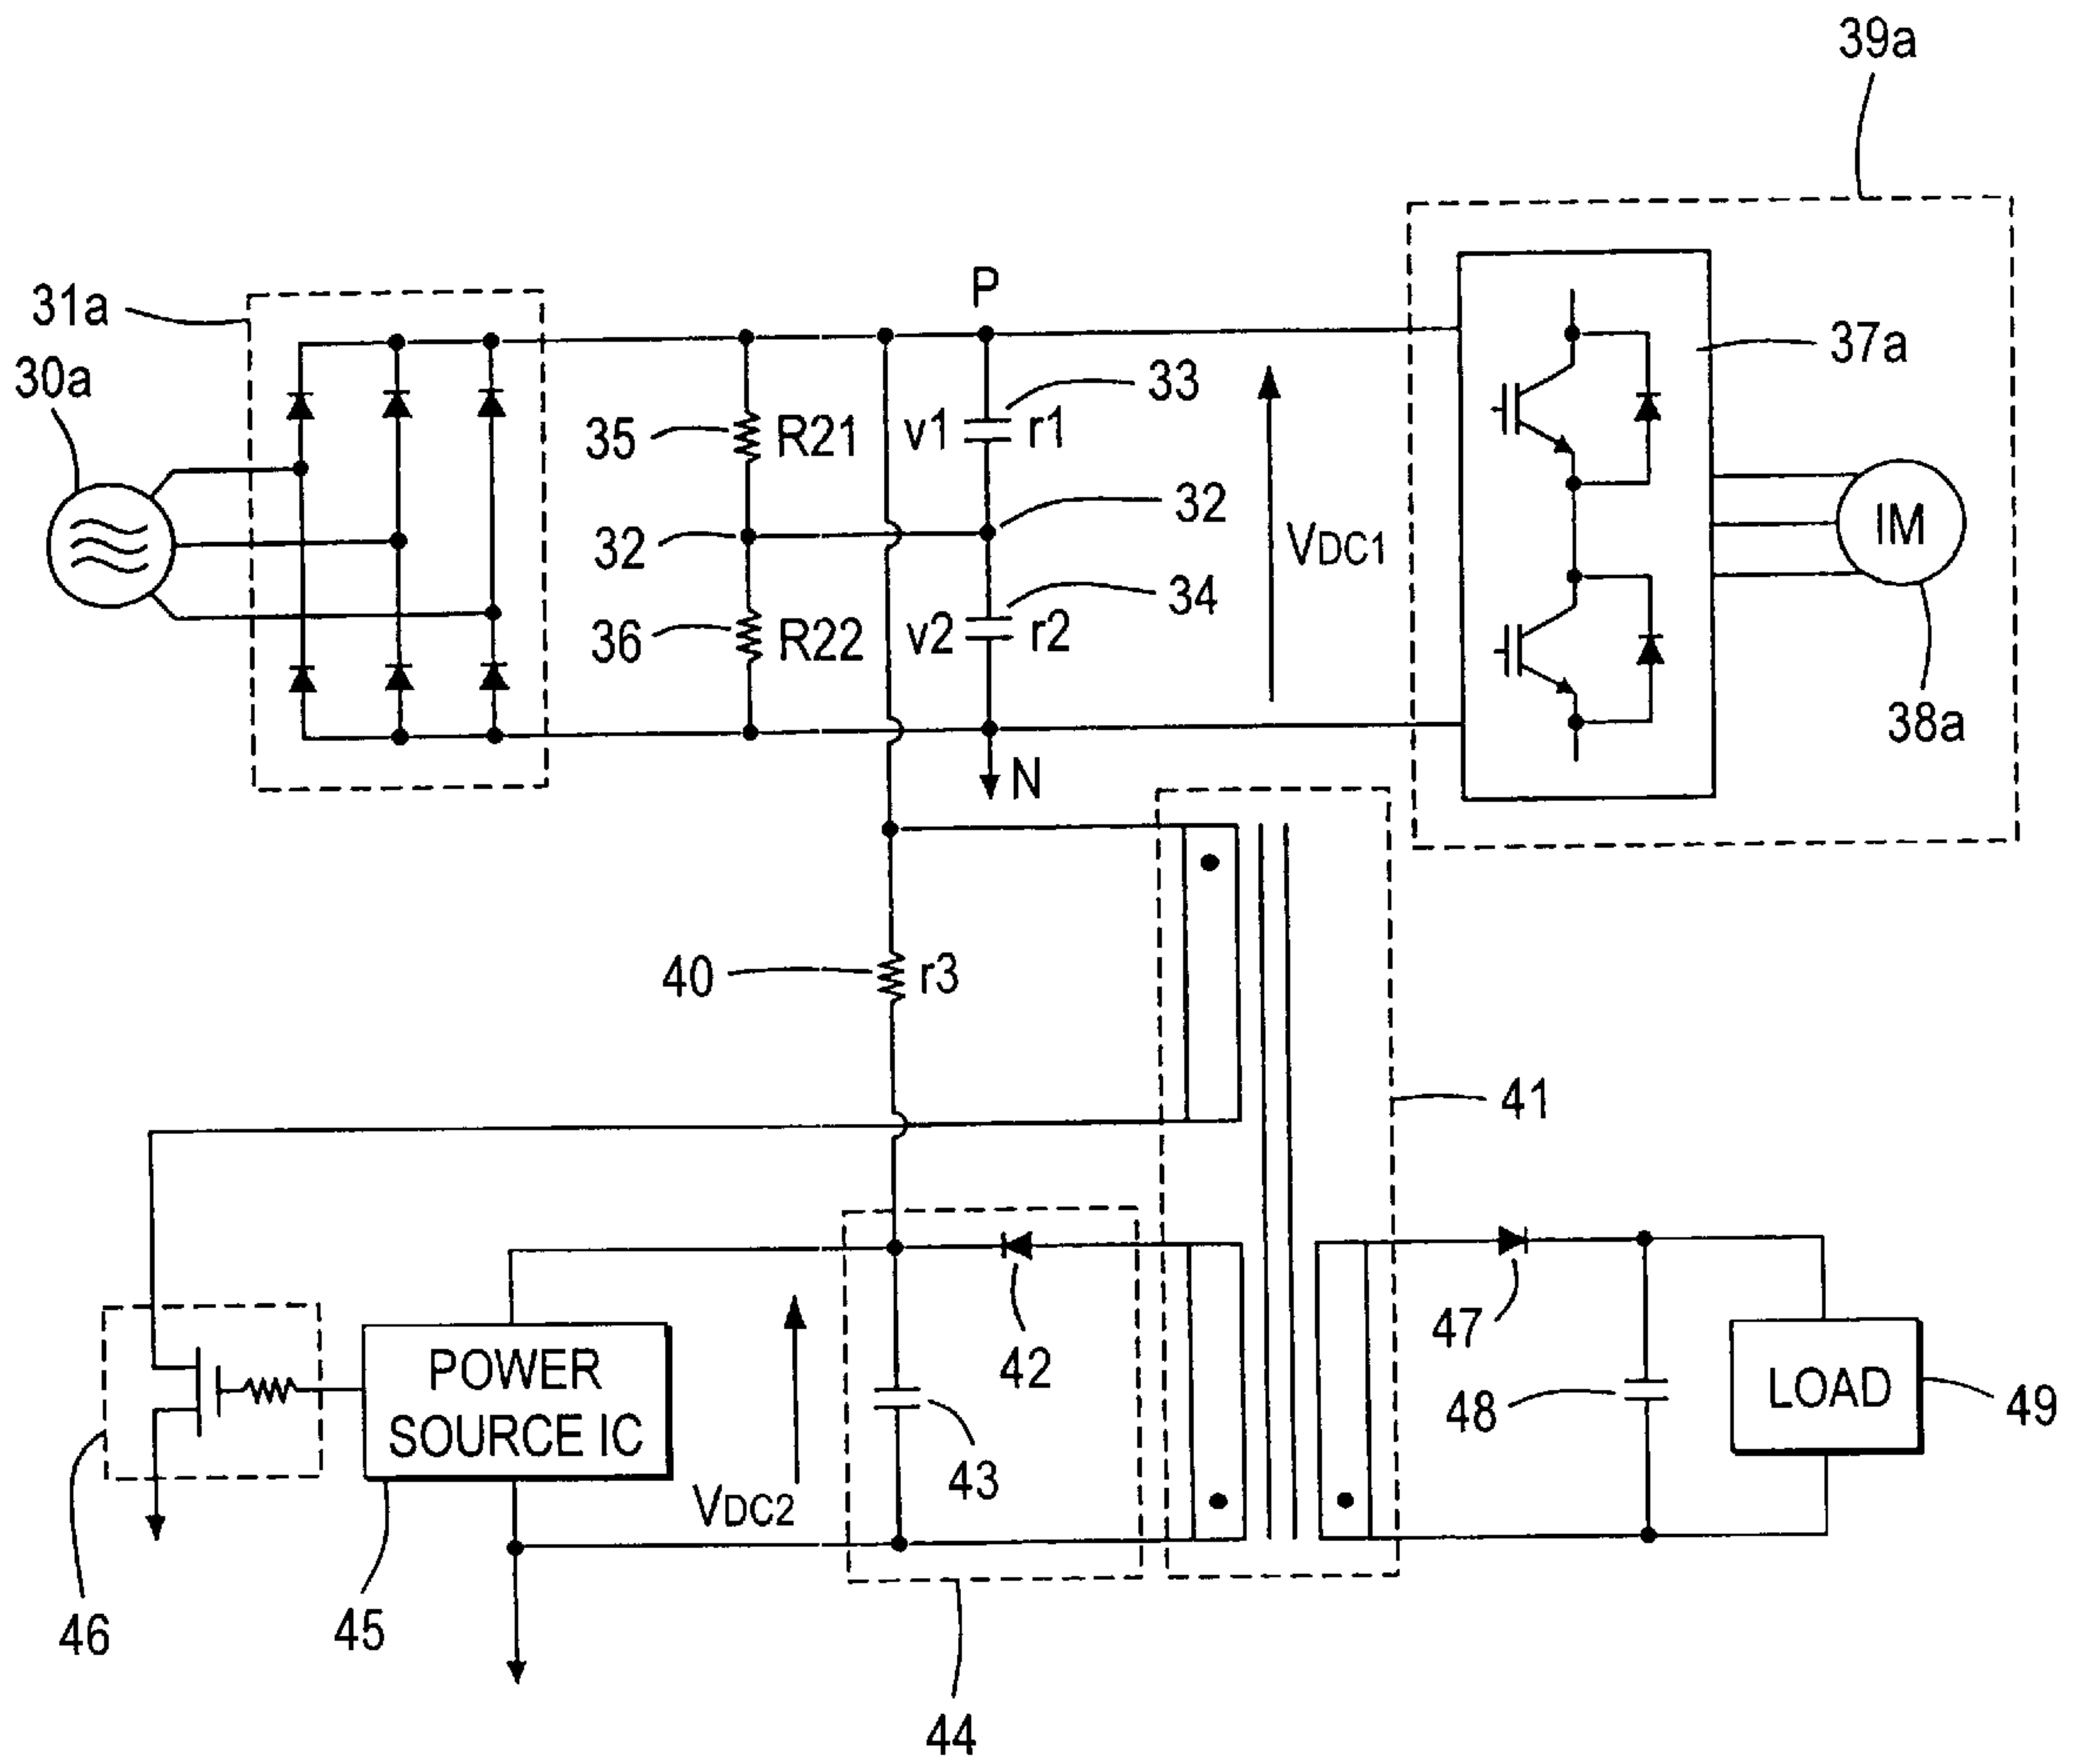 39a
P
31a
30a
37a
33
35
R21
v1
r1
32
32
VDC1
IM
34
36
R22
v2
r2
38a
N
40
r3
41
47
42
POWER
SOURCE IC
LOAD
48
49
43
VDC2
46
45
44